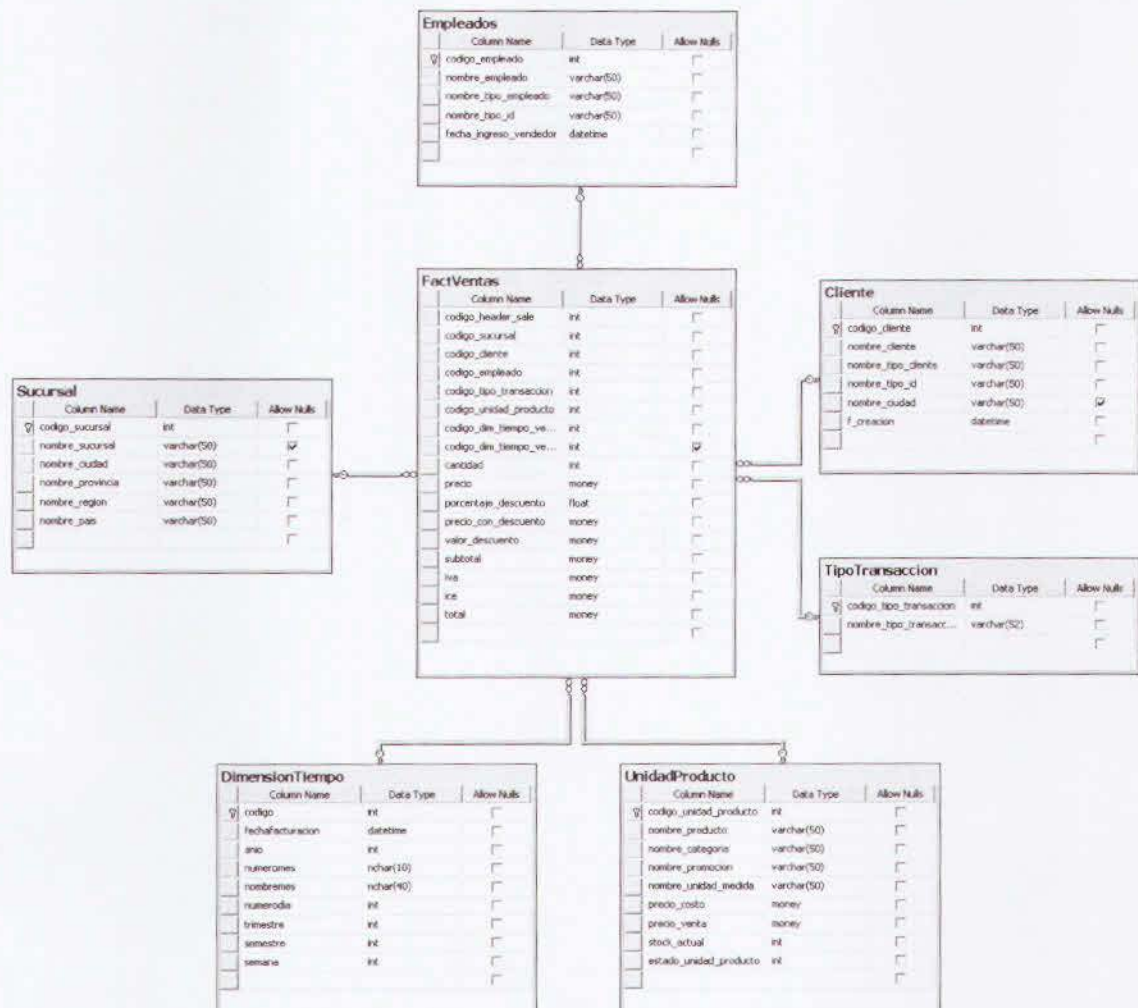 Empleados
Column Name Data Type Allow Nulls
codigo_empleado int
nombre_empleado varchar(50)
nombre_tipo_empleado varchar(50)
nombre_tipo_id varchar(50)
fecha_ingreso_vendedor datetime
FactVentas
Column Name Data Type Allow Nulls
codigo_header_sale int
codigo_sucursal int
codigo_cliente int
codigo_empleado int
codigo_tipo_transaccion int
codigo_unidad_producto int
codigo_dim_tiempo_ve... int
codigo_dim_tiempo_ve... int
cantidad int
precio money
porcentaje_descuento float
precio_con_descuento money
valor_descuento money
subtotal money
iva money
ice money
total money
Cliente
Column Name Data Type Allow Nulls
codigo_cliente int
nombre_cliente varchar(50)
nombre_tipo_cliente varchar(50)
nombre_tipo_id varchar(50)
nombre_ciudad varchar(50)
f_creacion datetime
Sucursal
Column Name Data Type Allow Nulls
codigo_sucursal int
nombre_sucursal varchar(50)
nombre_ciudad varchar(50)
nombre_provincia varchar(50)
nombre_region varchar(50)
nombre_pais varchar(50)
TipoTransaccion
Column Name Data Type Allow Nulls
codigo_tipo_transaccion int
nombre_tipo_transacc... varchar(52)
DimensionTiempo
Column Name Data Type Allow Nulls
codigo int
fechafacturacion datetime
anio int
numeromes nchar(10)
nombremes nchar(40)
numerodia int
trimestre int
semestre int
semana int
UnidadProducto
Column Name Data Type Allow Nulls
codigo_unidad_producto int
nombre_producto varchar(50)
nombre_categoria varchar(50)
nombre_promocion varchar(50)
nombre_unidad_medida varchar(50)
precio_costo money
precio_venta money
stock_actual int
estado_unidad_producto int